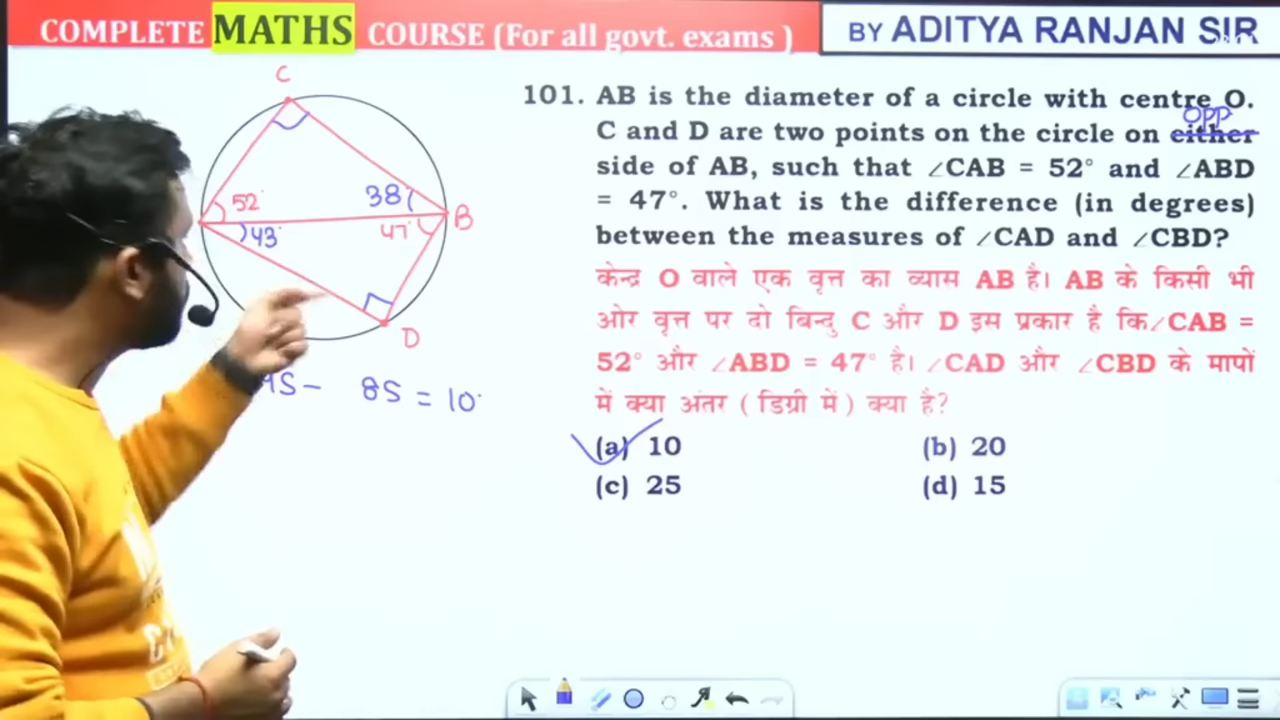 COMPLETE MATHS COURSE (For all govt. exams )
BY ADITYA RANJAN SIR
C
52°
38
B
43°
47°
D
95 - 85 = 10°
101. AB is the diameter of a circle with centre O.
OPP
C and D are two points on the circle on either
side of AB, such that ∠CAB = 52° and ∠ABD
= 47°. What is the difference (in degrees)
between the measures of ∠CAD and ∠CBD?
केन्द्र O वाले एक वृत्त का व्यास AB है। AB के किसी भी
ओर वृत्त पर दो बिन्दु C और D इस प्रकार है कि∠CAB =
52° और ∠ABD = 47° है। ∠CAD और ∠CBD के मापों
में क्या अंतर ( डिग्री में ) क्या है?
(a) 10
(b) 20
(c) 25
(d) 15